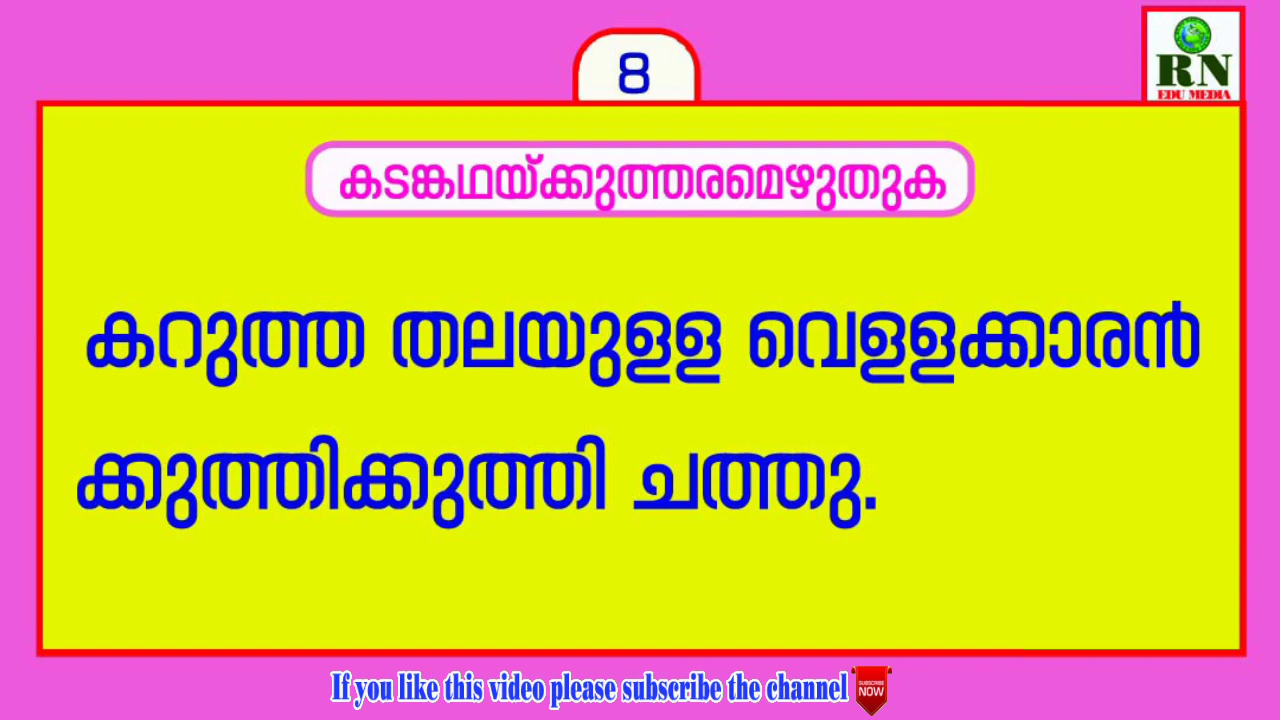 8
RN
EDU MEDIA
കടങ്കഥയ്ക്കുത്തരമെഴുതുക
കറുത്ത തലയുള്ള വെള്ളക്കാരൻ
ക്കുത്തിക്കുത്തി ചത്തു.
If you like this video please subscribe the channel
SUBSCRIBE
NOW